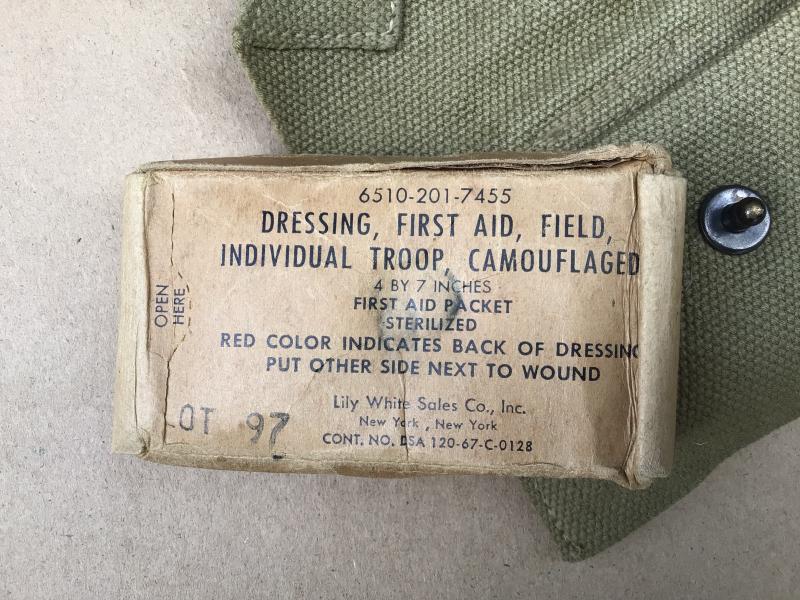 6510-201-7455
DRESSING, FIRST AID, FIELD,
INDIVIDUAL TROOP, CAMOUFLAGED
4 BY 7 INCHES
FIRST AID PACKET
STERILIZED
RED COLOR INDICATES BACK OF DRESSING
PUT OTHER SIDE NEXT TO WOUND
OPEN
HERE
Lily White Sales Co., Inc.
New York, New York
CONT. NO. DSA 120-67-C-0128
LOT 97